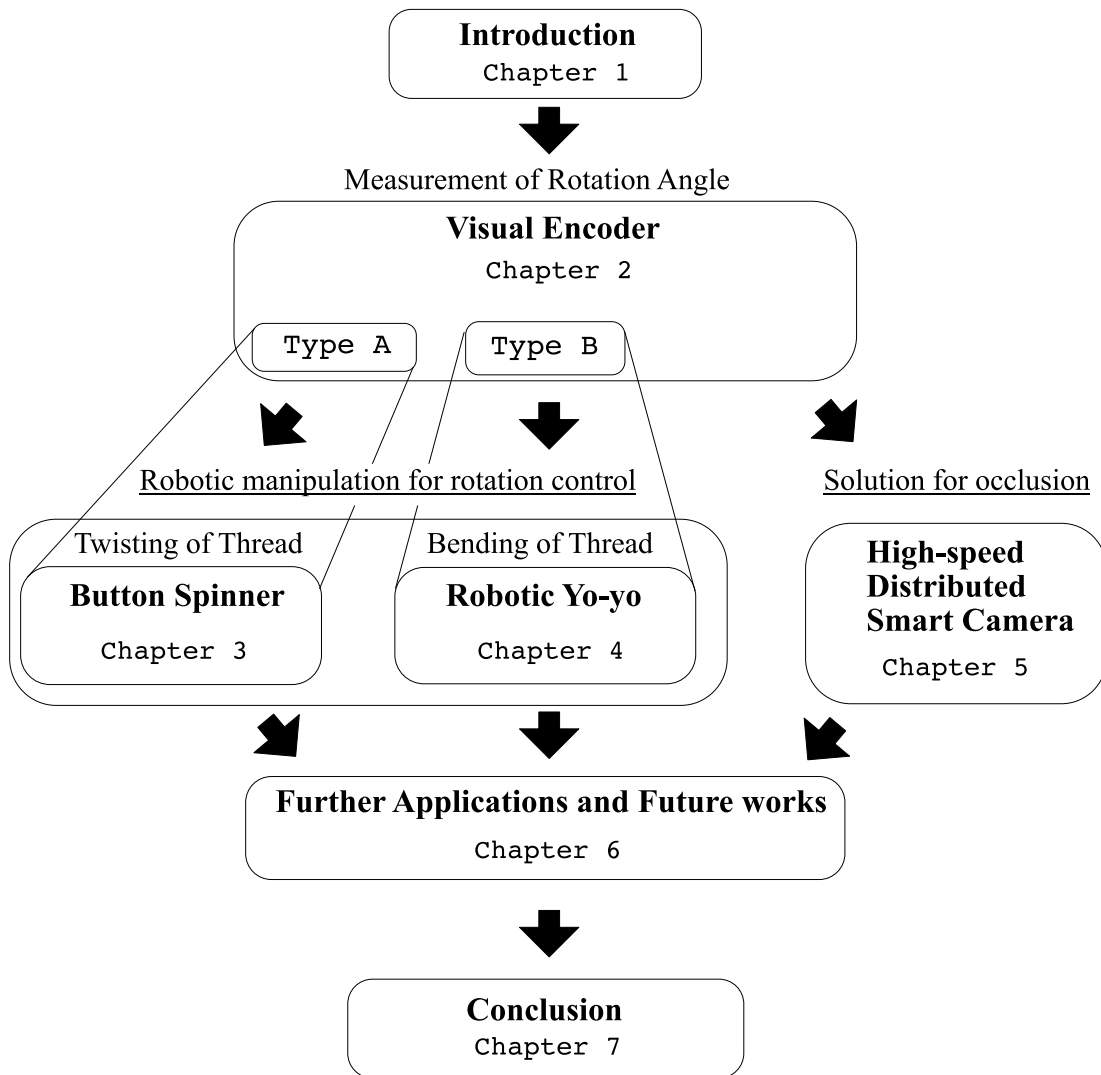 Introduction
Chapter 1
Measurement of Rotation Angle
Visual Encoder
Chapter 2
Type A
Type B
Robotic manipulation for rotation control
Solution for occlusion
Twisting of Thread
Bending of Thread
Button Spinner
Chapter 3
Robotic Yo-yo
Chapter 4
High-speed
Distributed
Smart Camera
Chapter 5
Further Applications and Future works
Chapter 6
Conclusion
Chapter 7